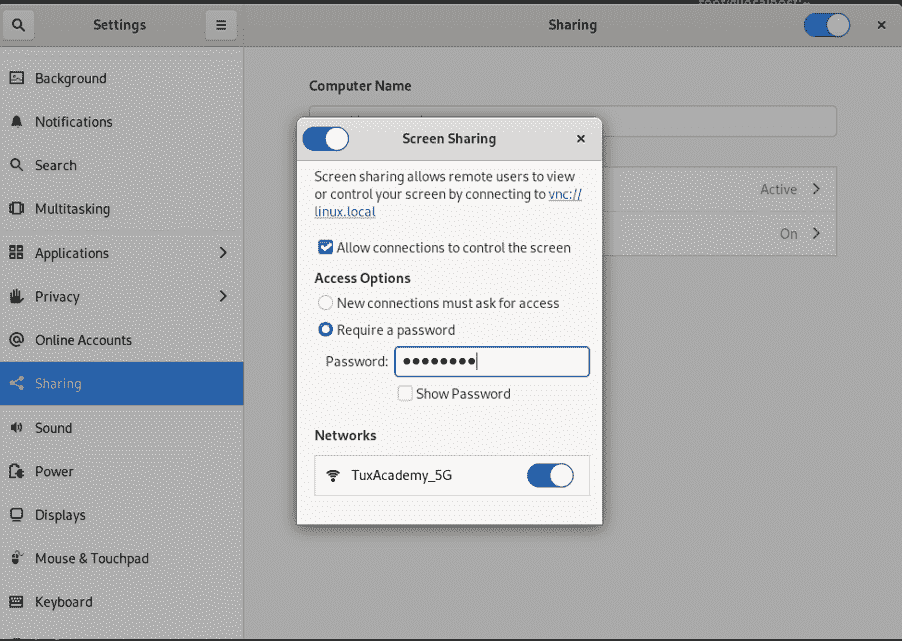 Settings
Sharing
Background
Notifications
Search
Multitasking
Applications
Privacy
Online Accounts
Sharing
Sound
Power
Displays
Mouse & Touchpad
Keyboard
Computer Name
Active
On
Screen Sharing
Screen sharing allows remote users to view
or control your screen by connecting to vnc://
linux.local
Allow connections to control the screen
Access Options
New connections must ask for access
Require a password
Password: ●●●●●●●●
Show Password
Networks
TuxAcademy_5G